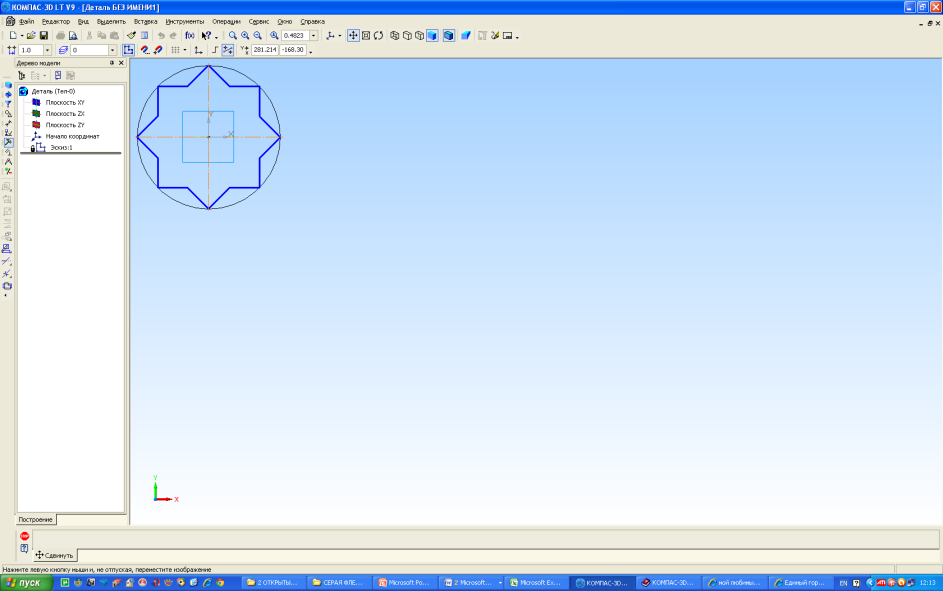 КОМПАС-3D LT V9 - [Деталь БЕЗ ИМЕНИ1]
Файл Редактор Вид Выделить Вставка Инструменты Операции Сервис Окно Справка
f(x) 0.4823
1.0 0 281.214 -168.30
Дерево модели
Деталь (Тел-0)
Плоскость XY
Плоскость ZX
Плоскость ZY
Начало координат
Эскиз:1
Y
X
Y
X
Построение
STOP
Сдвинуть
Нажмите левую кнопку мыши и, не отпуская, переместите изображение
пуск 2 ОТКРЫТЫ... СЕРАЯ ФЛЕ... Microsoft Po... 2 Microsoft... Microsoft Ex... КОМПАС-3D... КОМПАС-3D... ной любимы... Единый гор... EN 12:13